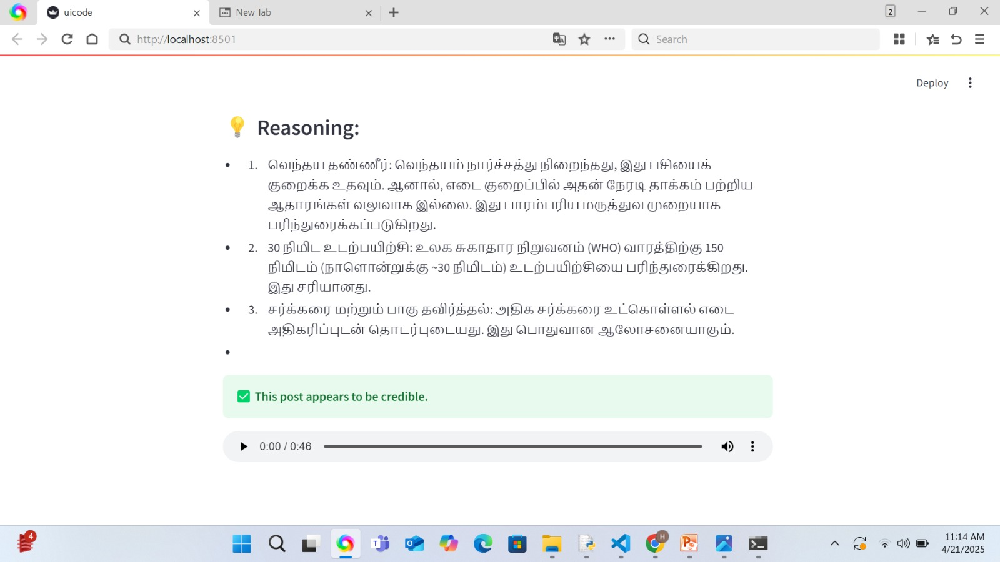 uicode
New Tab
2
http://localhost:8501
Search
Deploy
Reasoning:
1. வெந்தய தண்ணீர்: வெந்தயம் நார்ச்சத்து நிறைந்தது, இது பசியைக்
குறைக்க உதவும். ஆனால், எடை குறைப்பில் அதன் நேரடி தாக்கம் பற்றிய
ஆதாரங்கள் வலுவாக இல்லை. இது பாரம்பரிய மருத்துவ முறையாக
பரிந்துரைக்கப்படுகிறது.
2. 30 நிமிட உடற்பயிற்சி: உலக சுகாதார நிறுவனம் (WHO) வாரத்திற்கு 150
நிமிடம் (நாளொன்றுக்கு ~30 நிமிடம்) உடற்பயிற்சியை பரிந்துரைக்கிறது.
இது சரியானது.
3. சர்க்கரை மற்றும் பாகு தவிர்த்தல்: அதிக சர்க்கரை உட்கொள்ளல் எடை
அதிகரிப்புடன் தொடர்புடையது. இது பொதுவான ஆலோசனையாகும்.
This post appears to be credible.
0:00 / 0:46
4
H
11:14 AM
4/21/2025